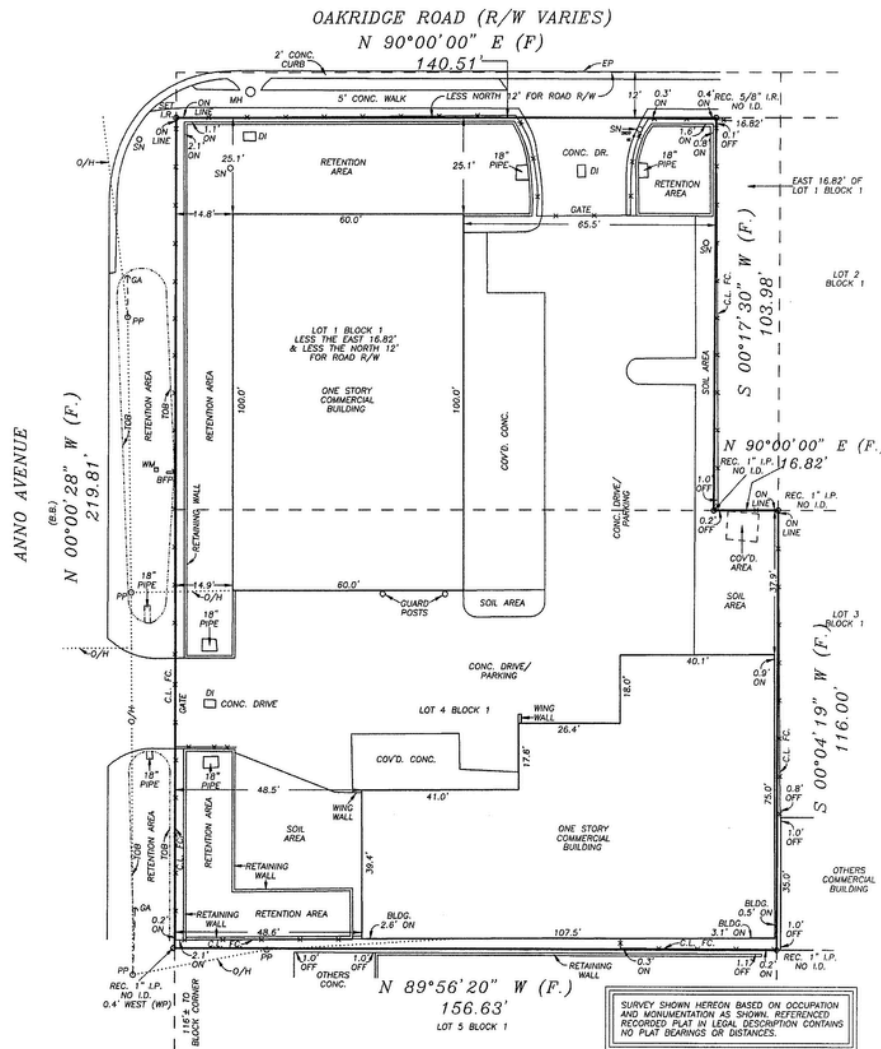 OAKRIDGE ROAD (R/W VARIES)
N 90°00'00" E (F)
140.51'
2' CONC.
CURB
EP
MH
5' CONC. WALK
LESS NORTH 12' FOR ROAD R/W
12'
0.3'
ON
0.4'
ON
REC. 5/8" I.R.
NO I.D.
SET
I.R.
ON
LINE
ON
LINE
1.1'
ON
2.1'
ON
DI
SN
O/H
25.1'
SN
RETENTION
AREA
25.1'
18"
PIPE
CONC. DR.
DI
SN
18"
PIPE
1.6'
ON
0.8'
ON
16.82'
0.1'
OFF
RETENTION
AREA
EAST 16.82' OF
LOT 1 BLOCK 1
14.8'
60.0'
GATE
65.5'
SN
S 00°17'30" W (F.)
103.98'
C.L. FC.
LOT 2
BLOCK 1
GA
PP
LOT 1 BLOCK 1
LESS THE EAST 16.82'
& LESS THE NORTH 12'
FOR ROAD R/W
ONE STORY
COMMERCIAL
BUILDING
100.0'
100.0'
RETENTION AREA
RETENTION AREA
TOB
TOB
SOIL AREA
COV'D. CONC.
ANNO AVENUE
(B.B.)
N 00°00'28" W (F.)
219.81'
WM
BFP
RETAINING WALL
CONC. DRIVE/
PARKING
N 90°00'00" E (F.)
16.82'
REC. 1" I.P.
NO I.D.
1.0'
OFF
0.2'
OFF
ON
LINE
REC. 1" I.P.
NO I.D.
ON
LINE
COV'D.
AREA
SOIL
AREA
37.9'
14.9'
60.0'
O/H
18"
PIPE
PP
18"
PIPE
GUARD
POSTS
SOIL AREA
LOT 3
BLOCK 1
O/H
CONC. DRIVE/
PARKING
40.1'
0.9'
ON
18.0'
S 00°04'19" W (F.)
116.00'
C.L. FC.
GATE
O/H
DI
CONC. DRIVE
LOT 4 BLOCK 1
WING
WALL
26.4'
17.6'
COV'D. CONC.
C.L. FC.
75.0'
18"
PIPE
18"
PIPE
48.5'
41.0'
WING
WALL
0.8'
OFF
1.0'
OFF
RETENTION AREA
TOB
TOB
C.L. FC.
RETENTION AREA
SOIL
AREA
39.4'
ONE STORY
COMMERCIAL
BUILDING
35.0'
OTHERS
COMMERCIAL
BUILDING
RETAINING
WALL
GA
0.2'
ON
RETAINING
WALL
RETENTION AREA
48.6'
BLDG.
2.6' ON
107.5'
BLDG.
0.5' ON
BLDG.
3.1' ON
1.0'
OFF
C.L. FC.
C.L. FC.
PP
2.1'
ON
O/H
PP
1.0'
OFF
1.0'
OFF
OTHERS
CONC.
0.3'
ON
1.1'
OFF
0.2'
ON
REC. 1" I.P.
NO I.D.
RETAINING
WALL
REC. 1" I.P.
NO I.D.
0.4' WEST (WP)
116'± TO
BLOCK CORNER
N 89°56'20" W (F.)
156.63'
LOT 5 BLOCK 1
SURVEY SHOWN HEREON BASED ON OCCUPATION
AND MONUMENTATION AS SHOWN. REFERENCED
RECORDED PLAT IN LEGAL DESCRIPTION CONTAINS
NO PLAT BEARINGS OR DISTANCES.